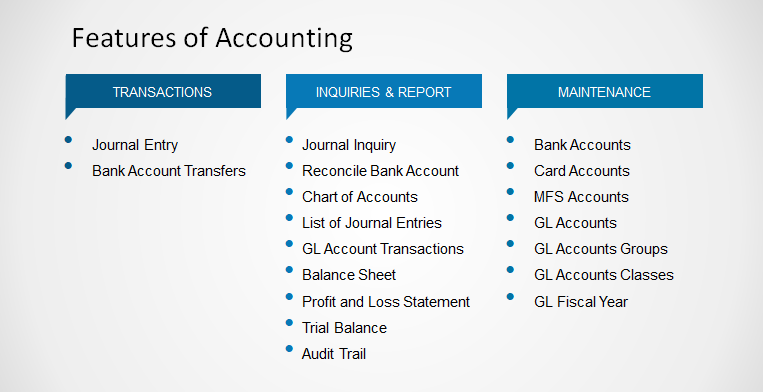 Features of Accounting
TRANSACTIONS
Journal Entry
Bank Account Transfers
INQUIRIES & REPORT
Journal Inquiry
Reconcile Bank Account
Chart of Accounts
List of Journal Entries
GL Account Transactions
Balance Sheet
Profit and Loss Statement
Trial Balance
Audit Trail
MAINTENANCE
Bank Accounts
Card Accounts
MFS Accounts
GL Accounts
GL Accounts Groups
GL Accounts Classes
GL Fiscal Year